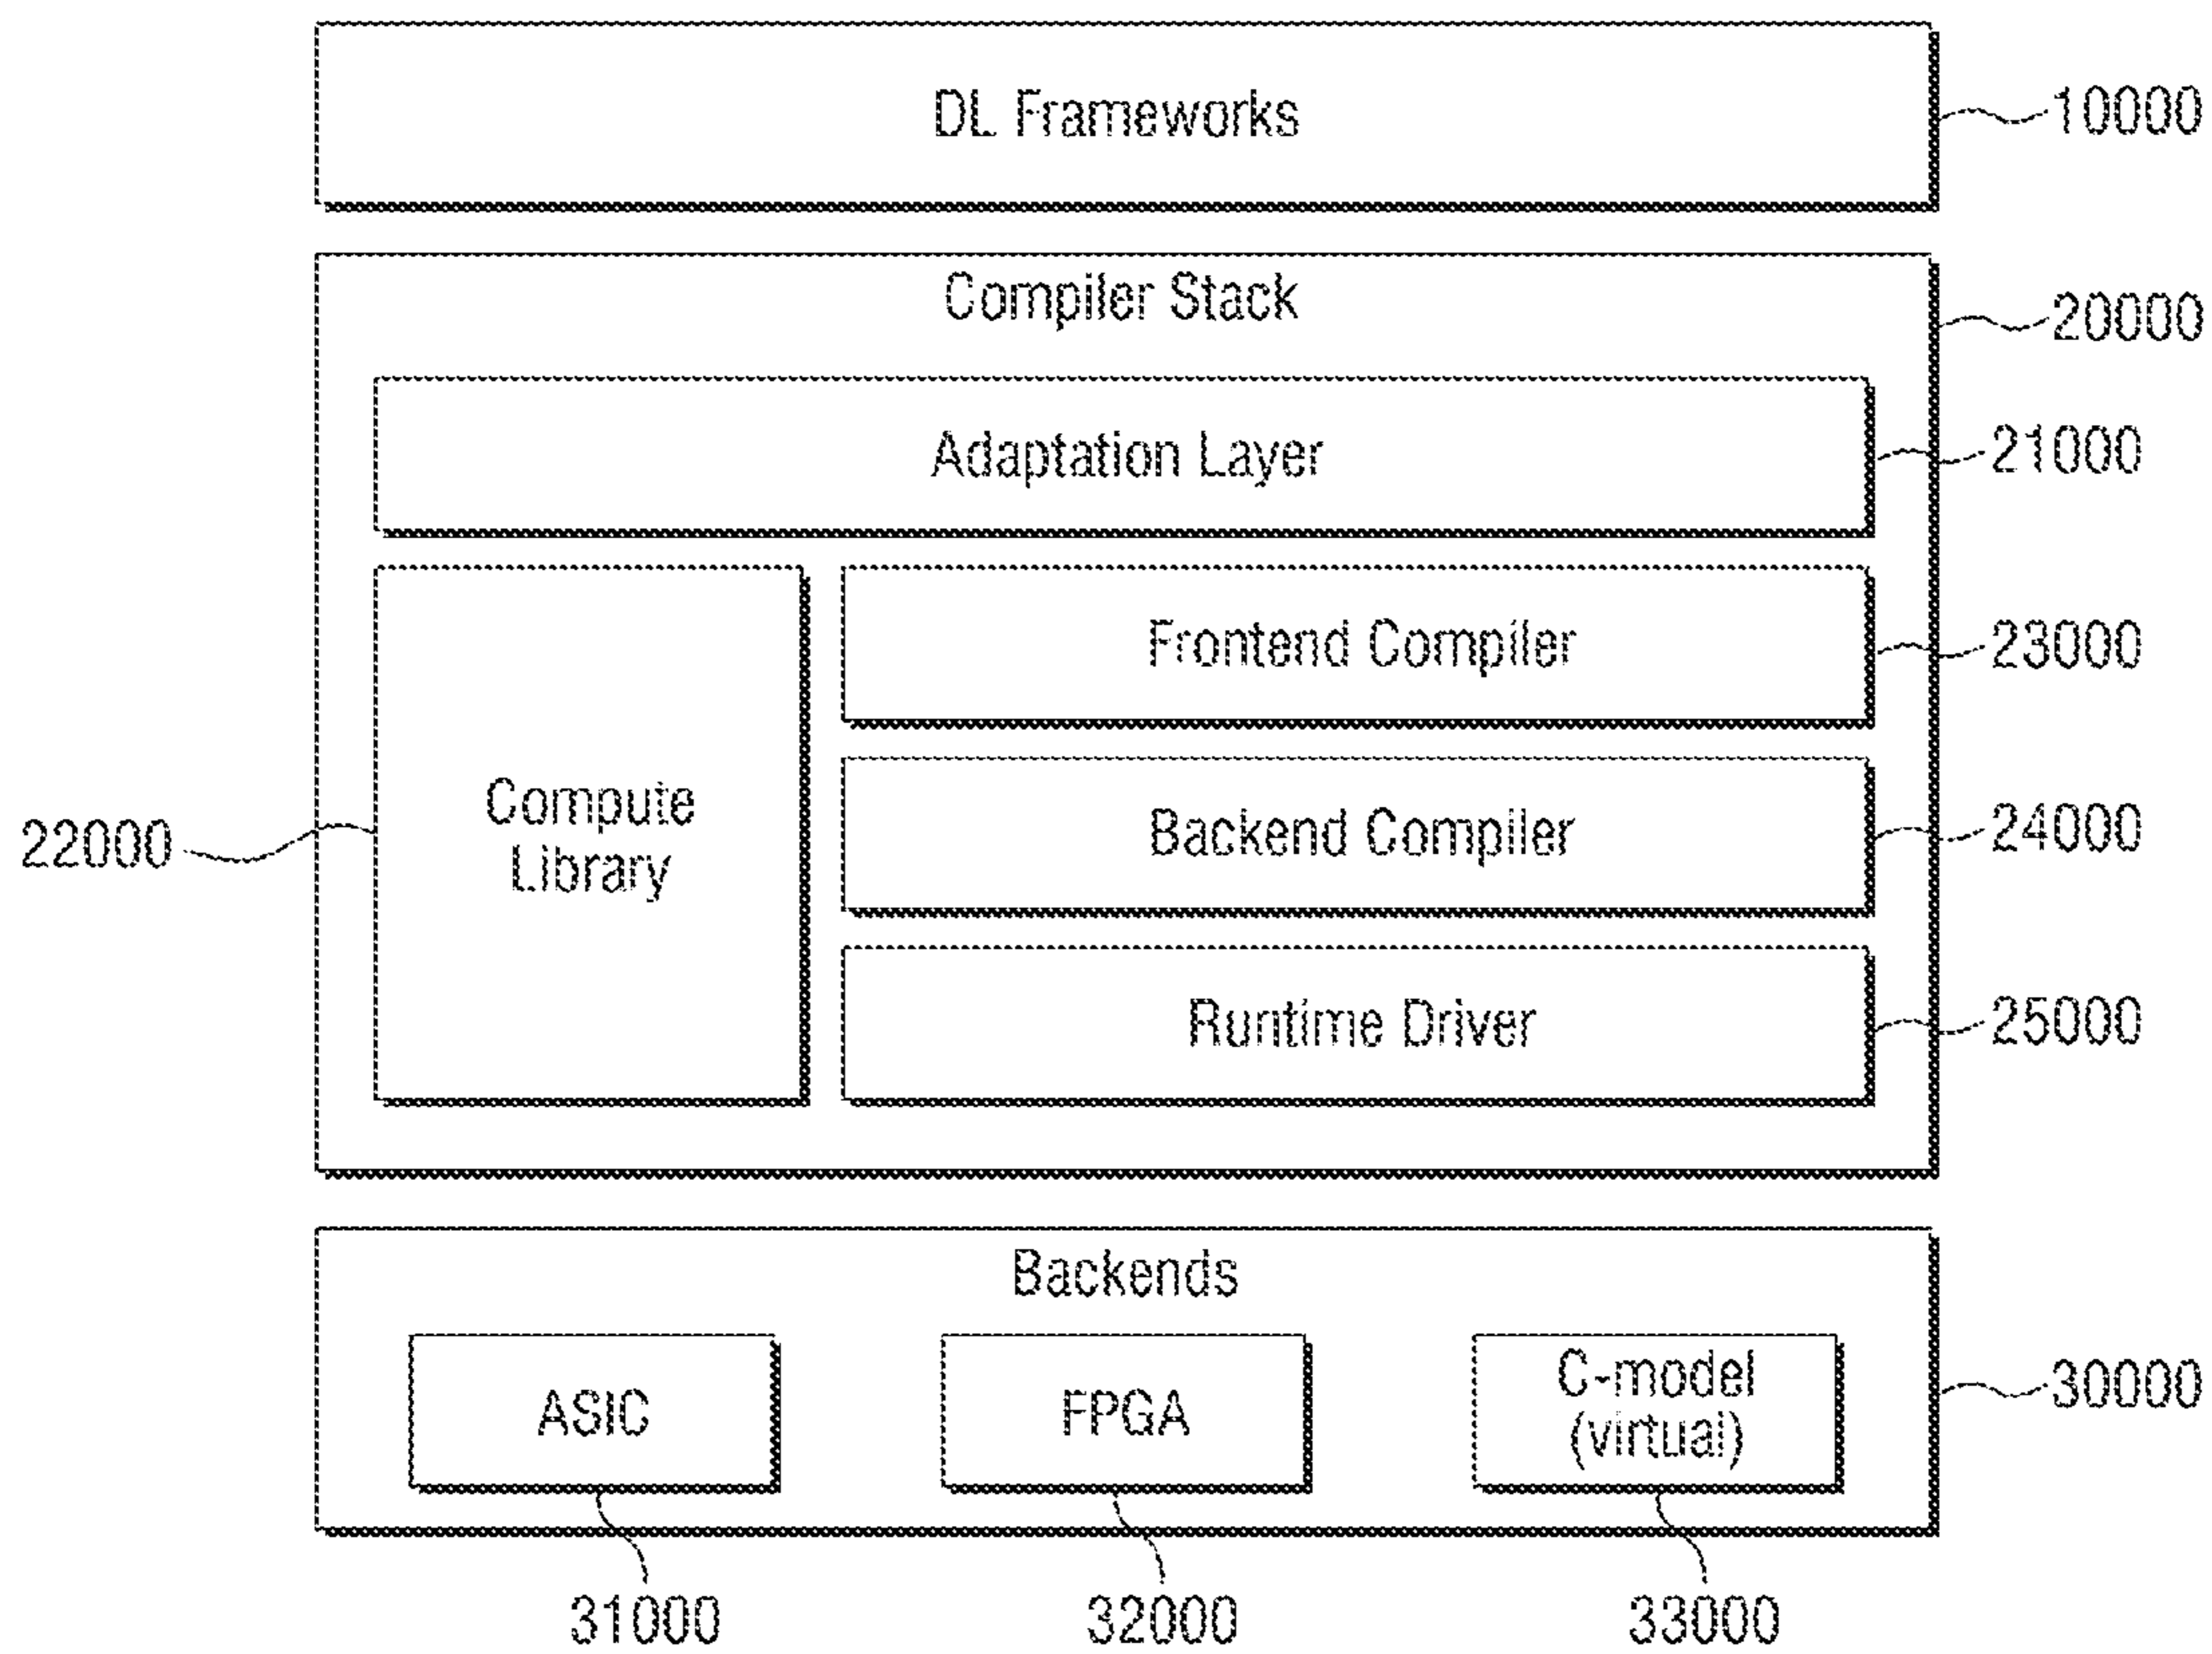 DL Frameworks
10000
Compiler Stack
20000
Adaptation Layer
21000
Compute
Library
22000
Frontend Compiler
23000
Backend Compiler
24000
Runtime Driver
25000
Backends
30000
ASIC
FPGA
C-model
(virtual)
31000
32000
33000